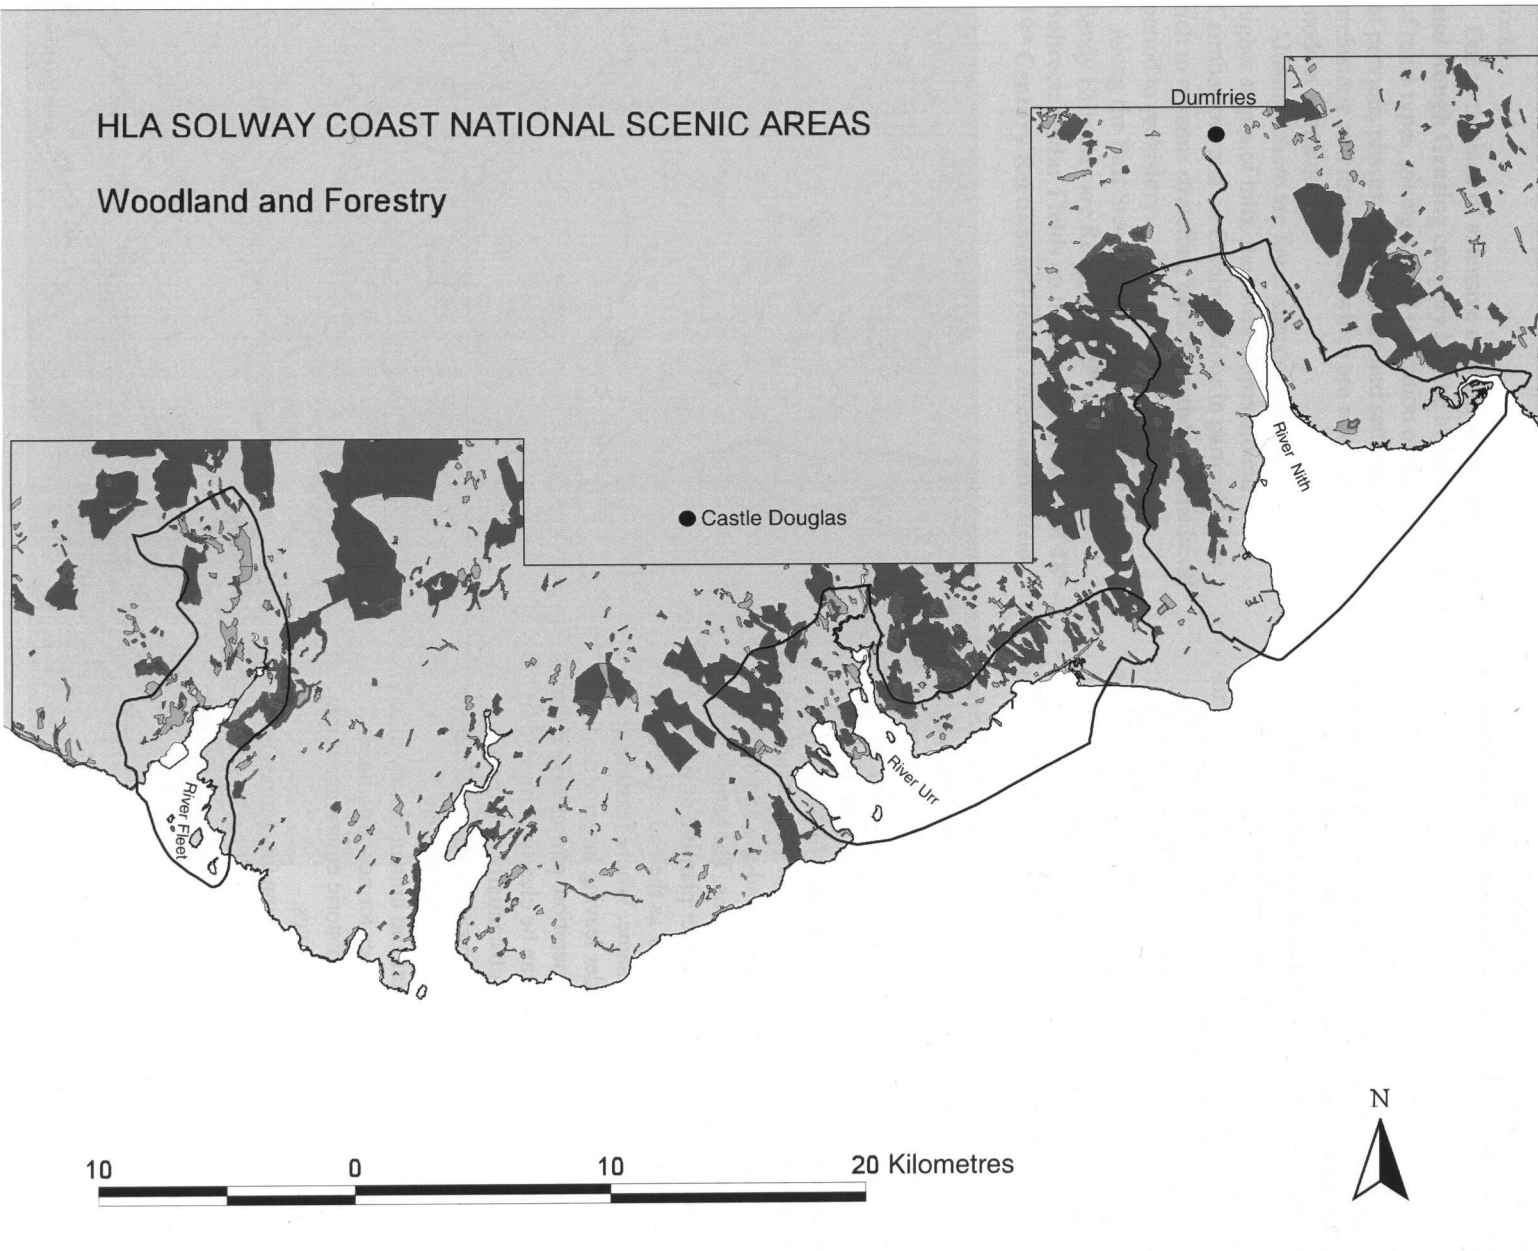 HLA SOLWAY COAST NATIONAL SCENIC AREAS
Woodland and Forestry
Dumfries
Castle Douglas
River Nith
River Urr
River Fleet
N
10 0 10 20 Kilometres